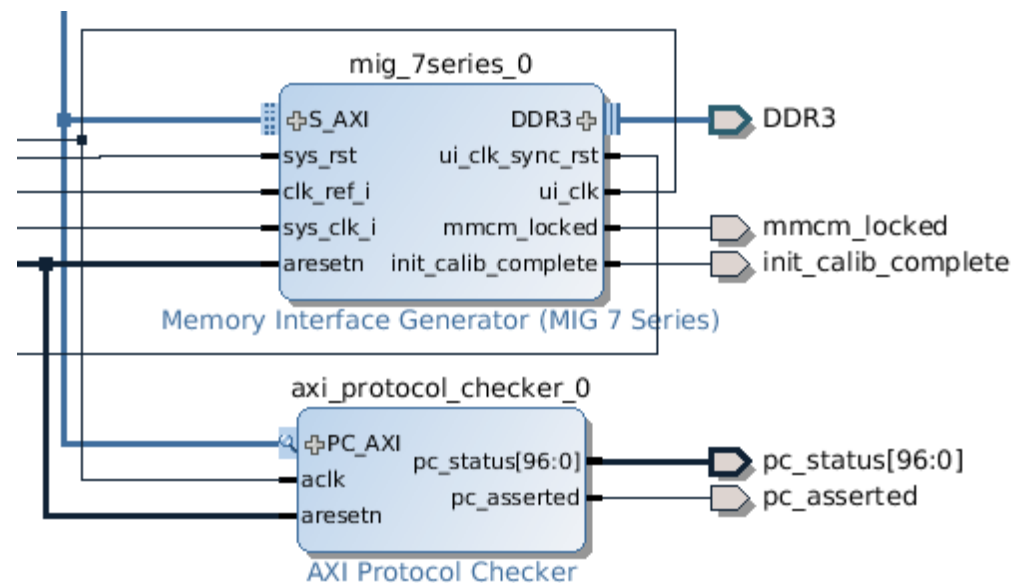 mig_7series_0
S_AXI
DDR3
DDR3
sys_rst
ui_clk_sync_rst
clk_ref_i
ui_clk
sys_clk_i
mmcm_locked
mmcm_locked
aresetn
init_calib_complete
init_calib_complete
Memory Interface Generator (MIG 7 Series)
axi_protocol_checker_0
PC_AXI
pc_status[96:0]
pc_status[96:0]
aclk
pc_asserted
pc_asserted
aresetn
AXI Protocol Checker